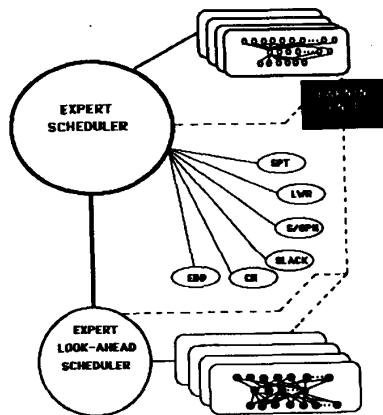 EXPERT
SCHEDULER
SPT
LWR
S/OPN
SLACK
CR
EDD
EXPERT
LOOK-AHEAD
SCHEDULER